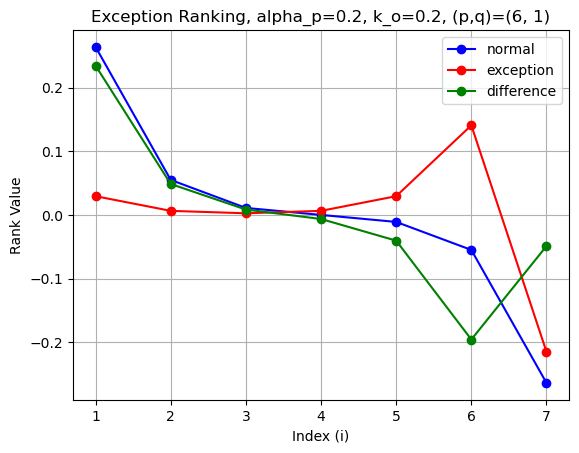 Exception Ranking, alpha_p=0.2, k_o=0.2, (p,q)=(6, 1)
normal
exception
difference
Rank Value
0.2
0.1
0.0
−0.1
−0.2
1 2 3 4 5 6 7
Index (i)